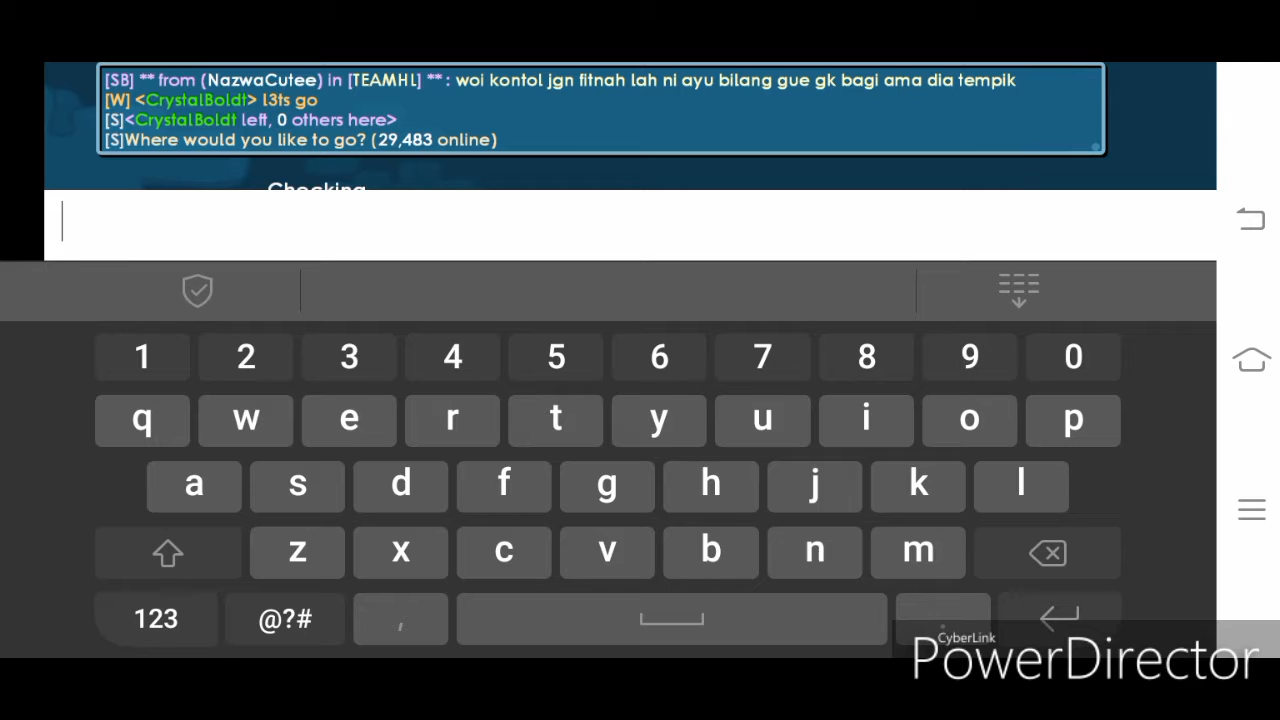 [SB] ** from (NazwaCutee) in [TEAMHL] ** : woi kontol jgn fitnah lah ni ayu bilang gue gk bagi ama dia tempik
[W] <CrystalBoldt> l3ts go
[S]<CrystalBoldt left, 0 others here>
[S]Where would you like to go? (29,483 online)
Checking
1 2 3 4 5 6 7 8 9 0
q w e r t y u i o p
a s d f g h j k l
z x c v b n m
123 @?# , .
CyberLink
PowerDirector